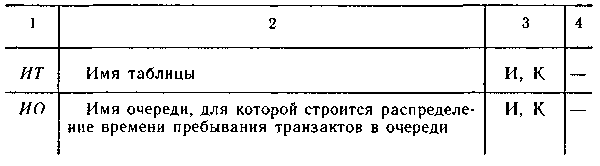 1 2 3 4
ИТ Имя таблицы И, К —
ИО Имя очереди, для которой строится распределе- И, К —
ние времени пребывания транзактов в очереди